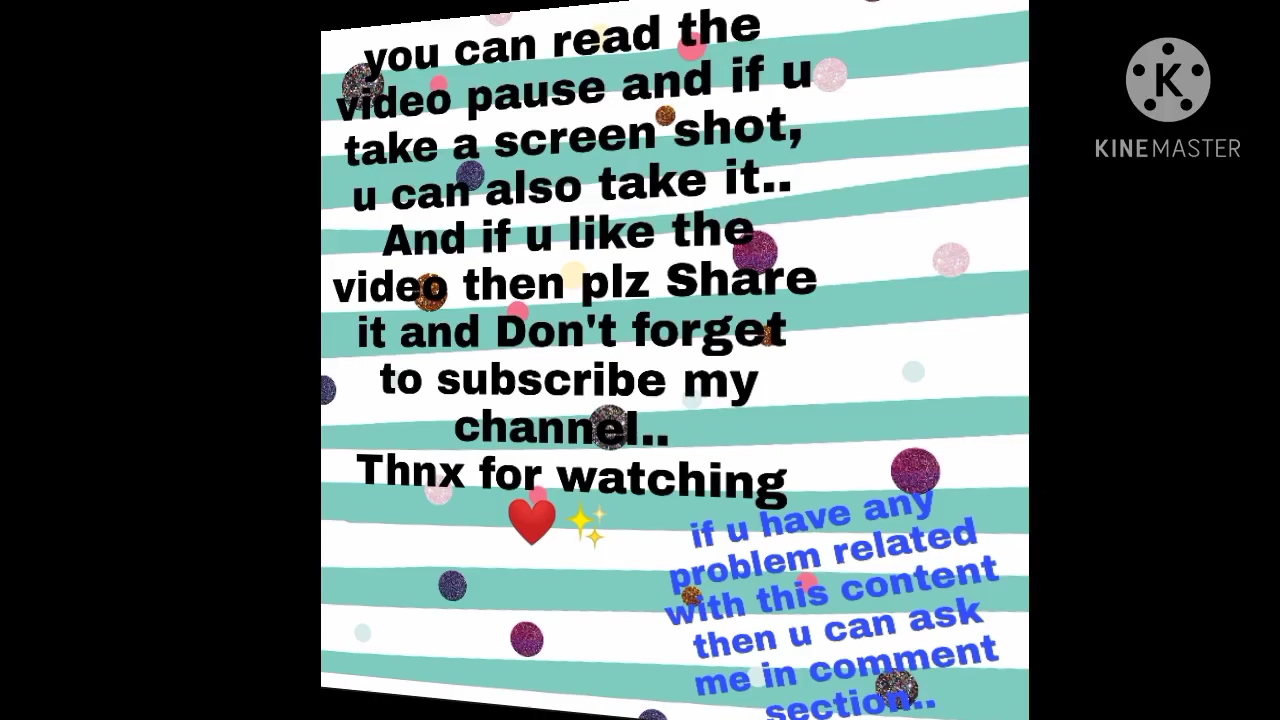 you can read the
video pause and if u
take a screen shot,
u can also take it..
And if u like the
video then plz Share
it and Don't forget
to subscribe my
channel..
Thnx for watching
❤️ ✨
if u have any
problem related
with this content
then u can ask
me in comment
section..
K
KINEMASTER